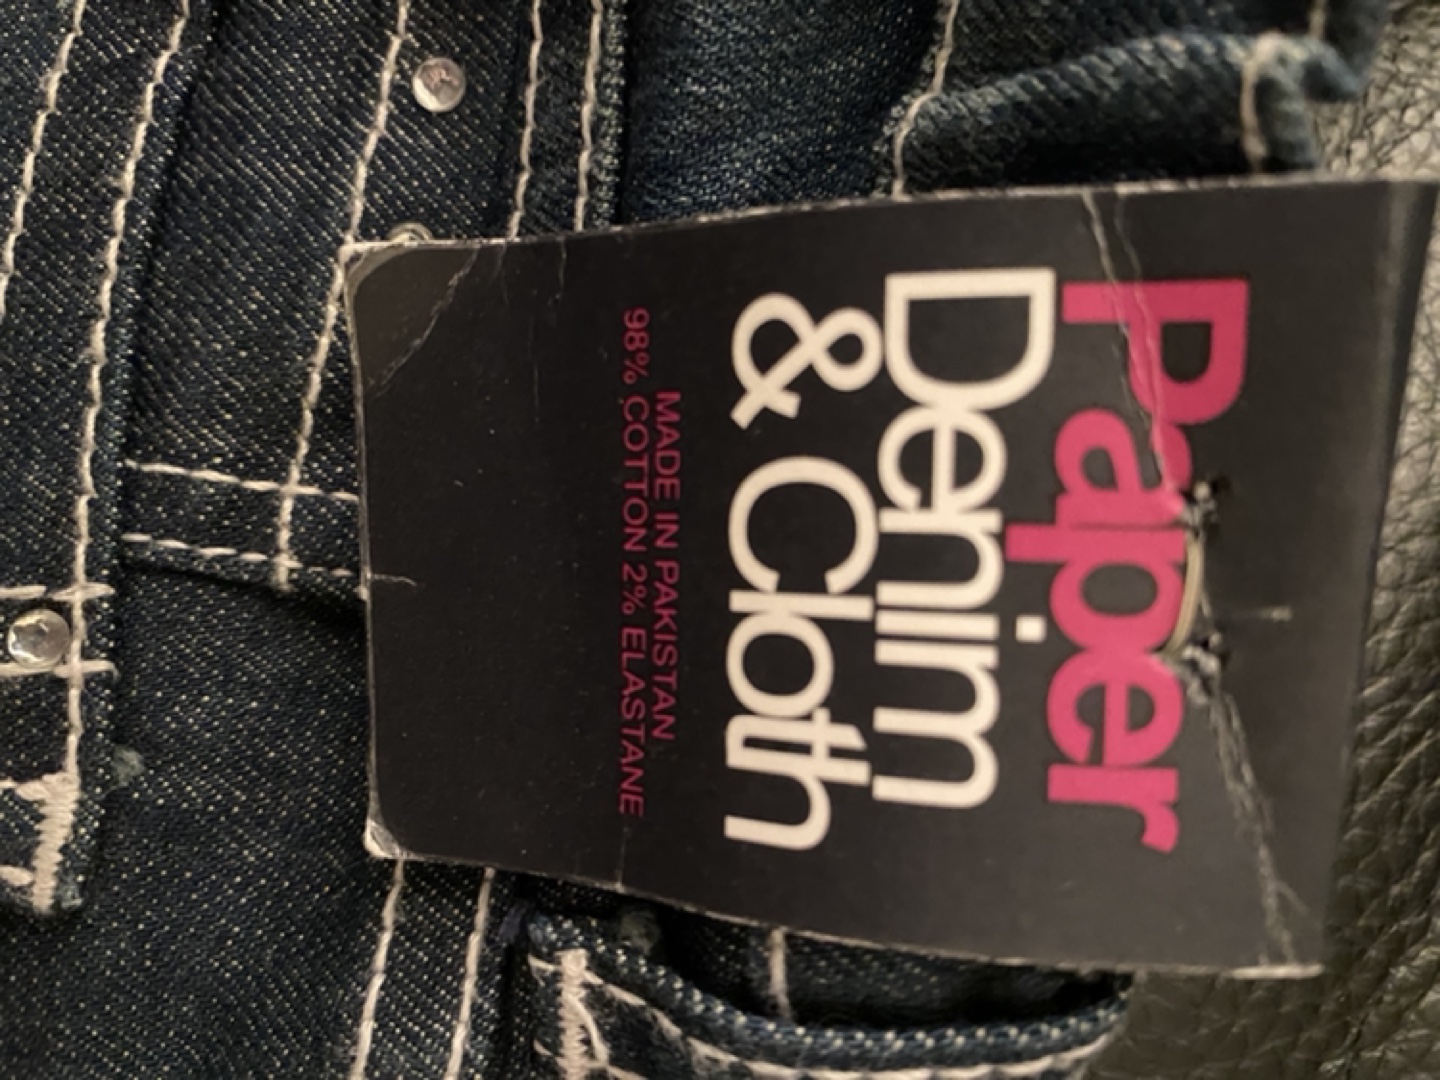 Paper
Denim
& Cloth
MADE IN PAKISTAN
98% COTTON 2% ELASTANE